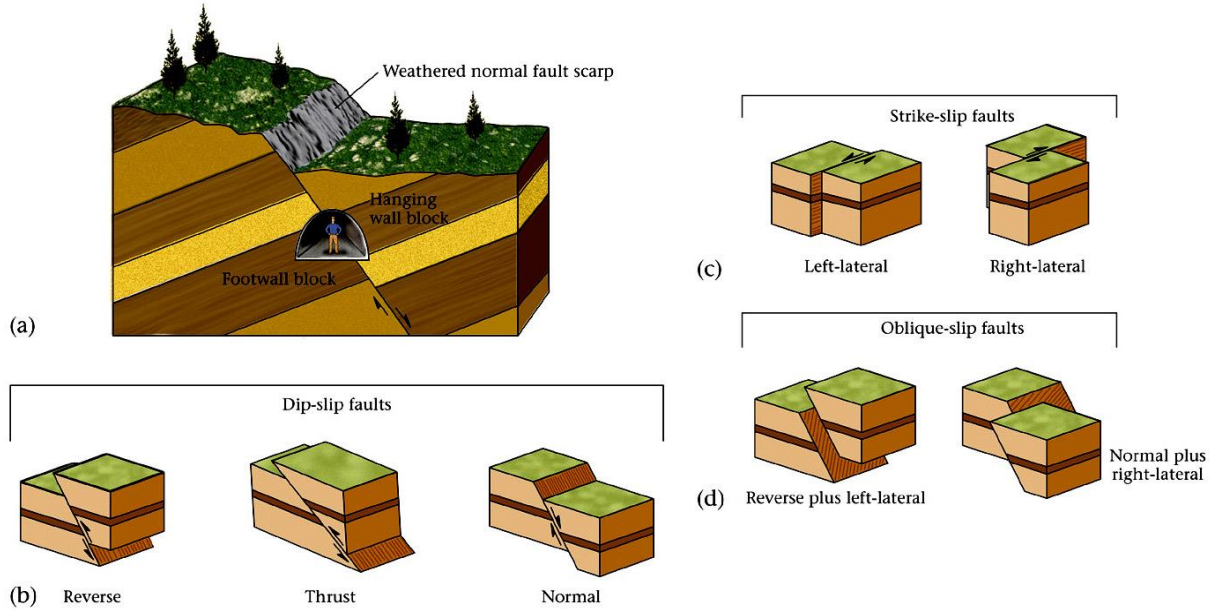 (a)
Weathered normal fault scarp
Hanging
wall block
Footwall block
(b)
Dip-slip faults
Reverse
Thrust
Normal
(c)
Strike-slip faults
Left-lateral
Right-lateral
(d)
Oblique-slip faults
Reverse plus left-lateral
Normal plus
right-lateral